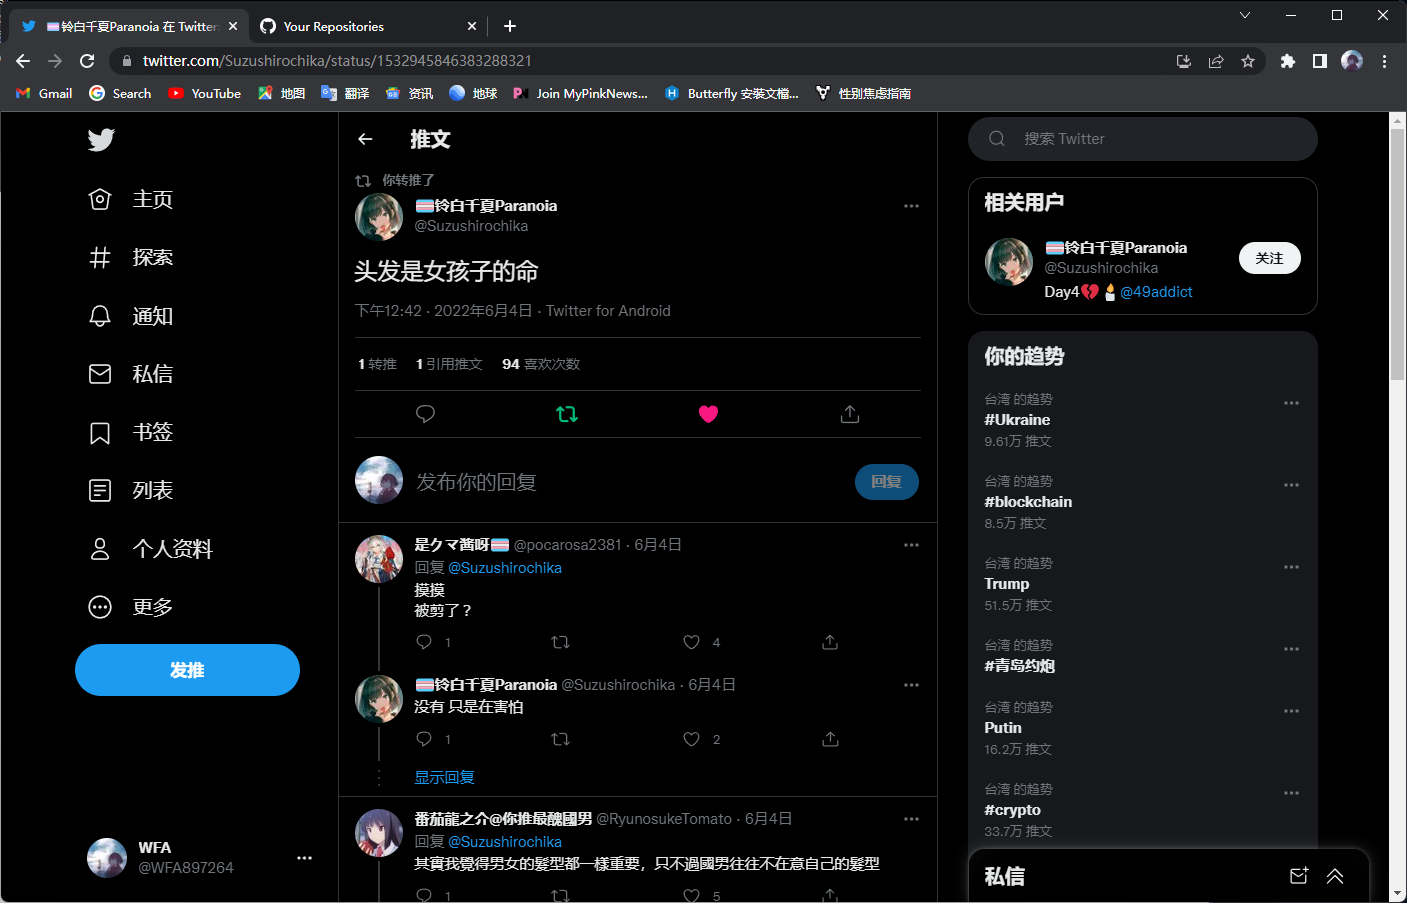 铃白千夏Paranoia 在 Twitter:
Your Repositories
twitter.com/Suzushirochika/status/1532945846383288321
Gmail
Search
YouTube
地图
翻译
资讯
地球
Join MyPinkNews...
Butterfly 安裝文檔...
性别焦虑指南
主页
探索
通知
私信
书签
列表
个人资料
更多
发推
WFA
@WFA897264
推文
你转推了
铃白千夏Paranoia
@Suzushirochika
头发是女孩子的命
下午12:42 · 2022年6月4日 · Twitter for Android
1 转推 1 引用推文 94 喜欢次数
发布你的回复
回复
是クマ酱呀 @pocarosa2381 · 6月4日
回复 @Suzushirochika
摸摸
被剪了？
1 4
铃白千夏Paranoia @Suzushirochika · 6月4日
没有 只是在害怕
1 2
显示回复
番茄龍之介@你推最醜國男 @RyunosukeTomato · 6月4日
回复 @Suzushirochika
其實我覺得男女的髮型都一樣重要，只不過國男往往不在意自己的髮型
1 5
搜索 Twitter
相关用户
铃白千夏Paranoia
@Suzushirochika
关注
Day4💔🕯@49addict
你的趋势
台湾 的趋势
#Ukraine
9.61万 推文
台湾 的趋势
#blockchain
8.5万 推文
台湾 的趋势
Trump
51.5万 推文
台湾 的趋势
#青岛约炮
台湾 的趋势
Putin
16.2万 推文
台湾 的趋势
#crypto
33.7万 推文
私信